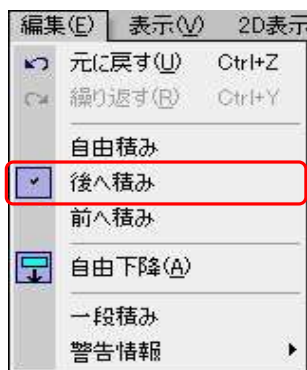 編集(E) 表示(V) 2D表示
元に戻す(U) Ctrl+Z
繰り返す(R) Ctrl+Y
自由積み
後へ積み
前へ積み
自由下降(A)
一段積み
警告情報